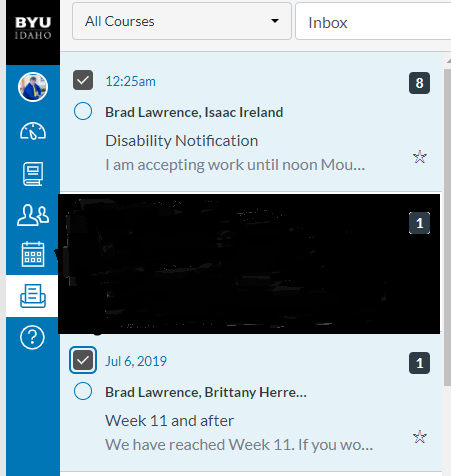 BYU
IDAHO
All Courses
Inbox
12:25am
8
Brad Lawrence, Isaac Ireland
Disability Notification
I am accepting work until noon Mou…
1
Jul 6, 2019
1
Brad Lawrence, Brittany Herre…
Week 11 and after
We have reached Week 11. If you wo…